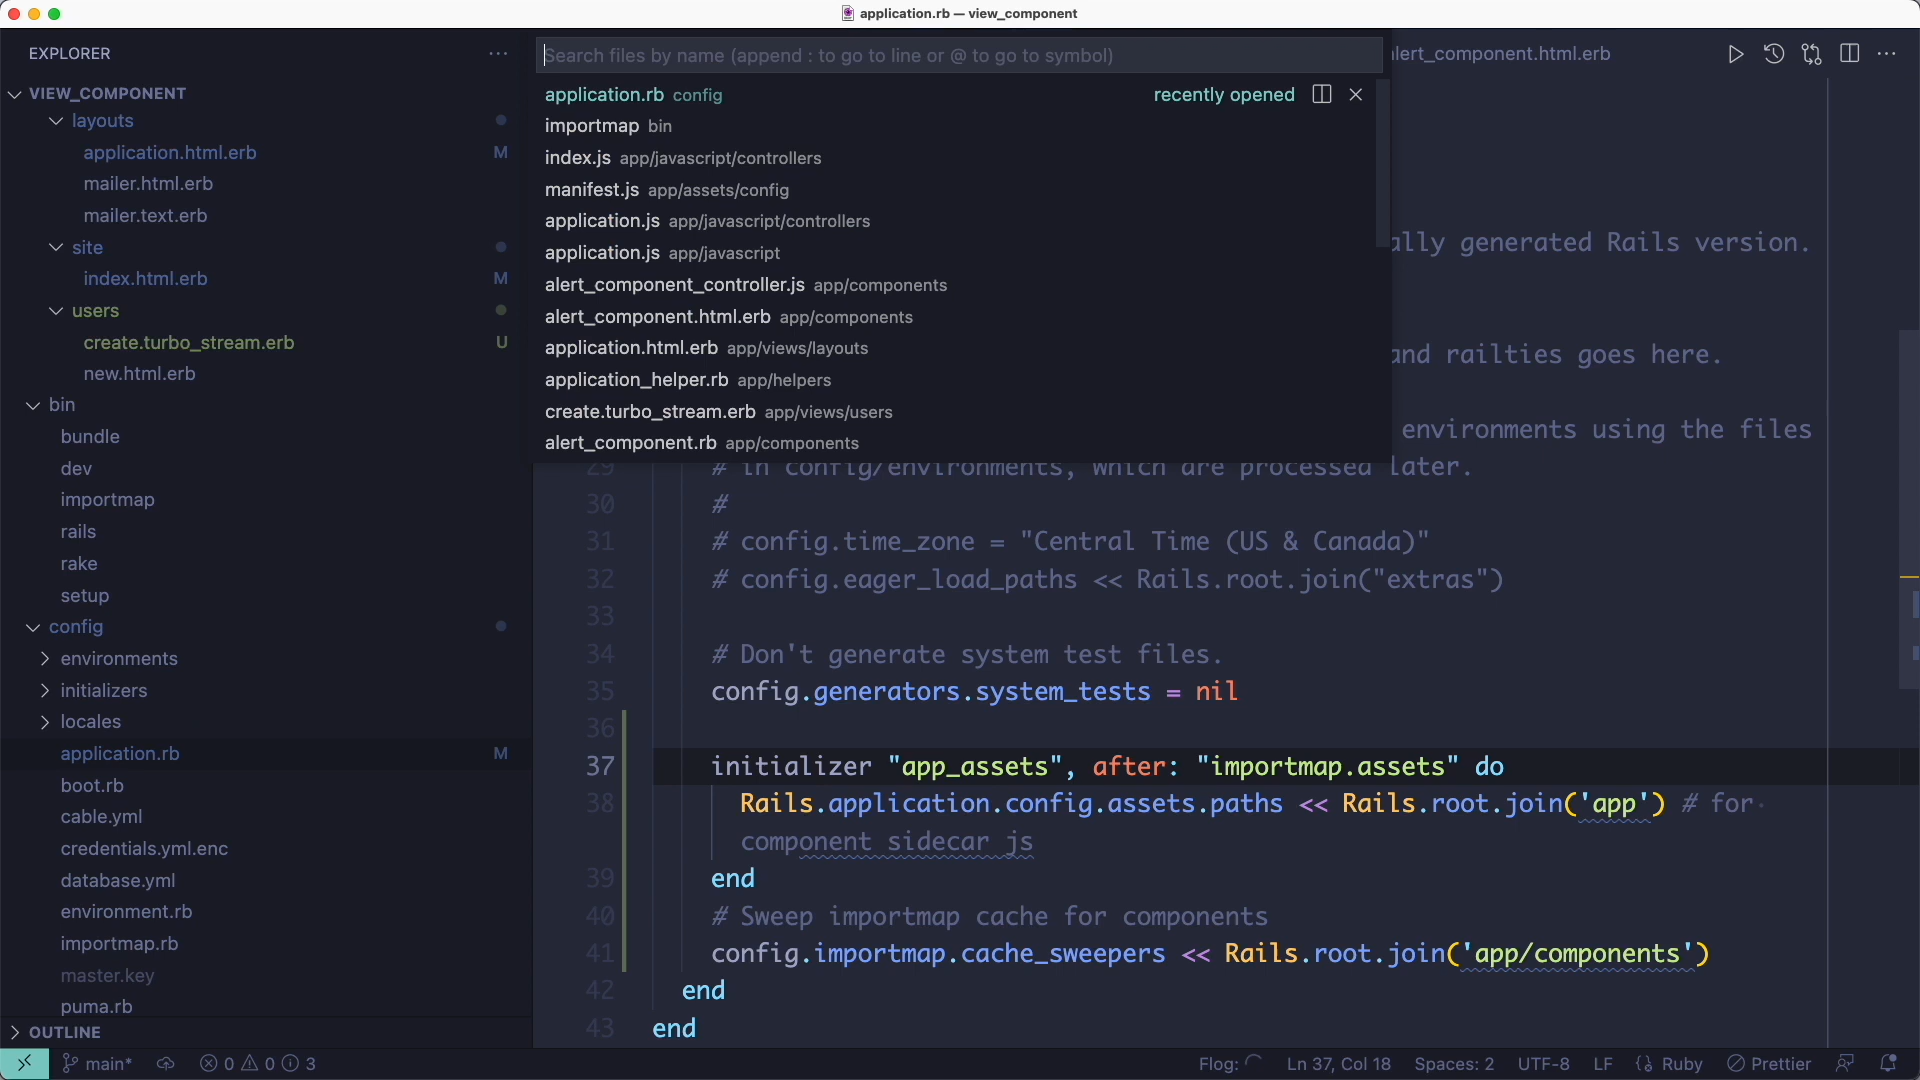 application.rb — view_component
EXPLORER
VIEW_COMPONENT
layouts
application.html.erb M
mailer.html.erb
mailer.text.erb
site
index.html.erb M
users
create.turbo_stream.erb U
new.html.erb
bin
bundle
dev
importmap
rails
rake
setup
config
environments
initializers
locales
application.rb M
boot.rb
cable.yml
credentials.yml.enc
database.yml
environment.rb
importmap.rb
master.key
puma.rb
OUTLINE
Search files by name (append : to go to line or @ to go to symbol)
application.rb config recently opened
importmap bin
index.js app/javascript/controllers
manifest.js app/assets/config
application.js app/javascript/controllers
application.js app/javascript
alert_component_controller.js app/components
alert_component.html.erb app/components
application.html.erb app/views/layouts
application_helper.rb app/helpers
create.turbo_stream.erb app/views/users
alert_component.rb app/components
lert_component.html.erb
ally generated Rails version.
and railties goes here.
environments using the files
29 # in config/environments, which are processed later.
30 #
31 # config.time_zone = "Central Time (US & Canada)"
32 # config.eager_load_paths << Rails.root.join("extras")
33
34 # Don't generate system test files.
35 config.generators.system_tests = nil
36
37 initializer "app_assets", after: "importmap.assets" do
38 Rails.application.config.assets.paths << Rails.root.join('app') # for
component sidecar js
39 end
40 # Sweep importmap cache for components
41 config.importmap.cache_sweepers << Rails.root.join('app/components')
42 end
43 end
main* 0 0 3 Flog: Ln 37, Col 18 Spaces: 2 UTF-8 LF Ruby Prettier